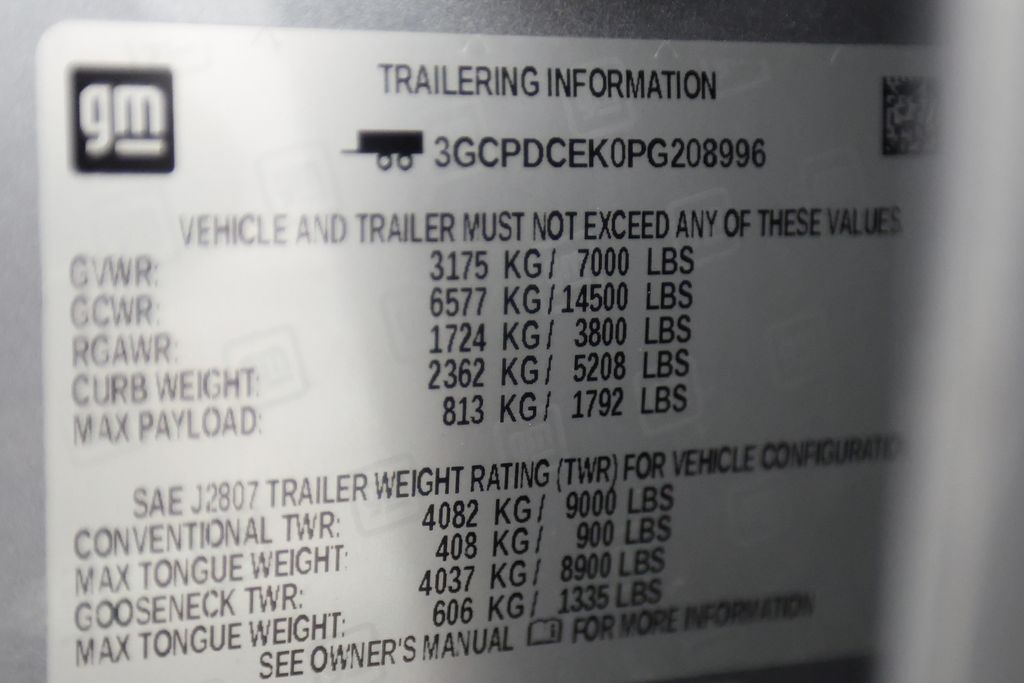 gm
TRAILERING INFORMATION
3GCPDCEK0PG208996
VEHICLE AND TRAILER MUST NOT EXCEED ANY OF THESE VALUES
GVWR: 3175 KG/ 7000 LBS
GCWR: 6577 KG/14500 LBS
RGAWR: 1724 KG/ 3800 LBS
CURB WEIGHT: 2362 KG/ 5208 LBS
MAX PAYLOAD: 813 KG/ 1792 LBS
SAE J2807 TRAILER WEIGHT RATING (TWR) FOR VEHICLE CONFIGURATIO
CONVENTIONAL TWR: 4082 KG/ 9000 LBS
MAX TONGUE WEIGHT: 408 KG/ 900 LBS
GOOSENECK TWR: 4037 KG/ 8900 LBS
MAX TONGUE WEIGHT: 606 KG/ 1335 LBS
SEE OWNER'S MANUAL FOR MORE INFORMATION